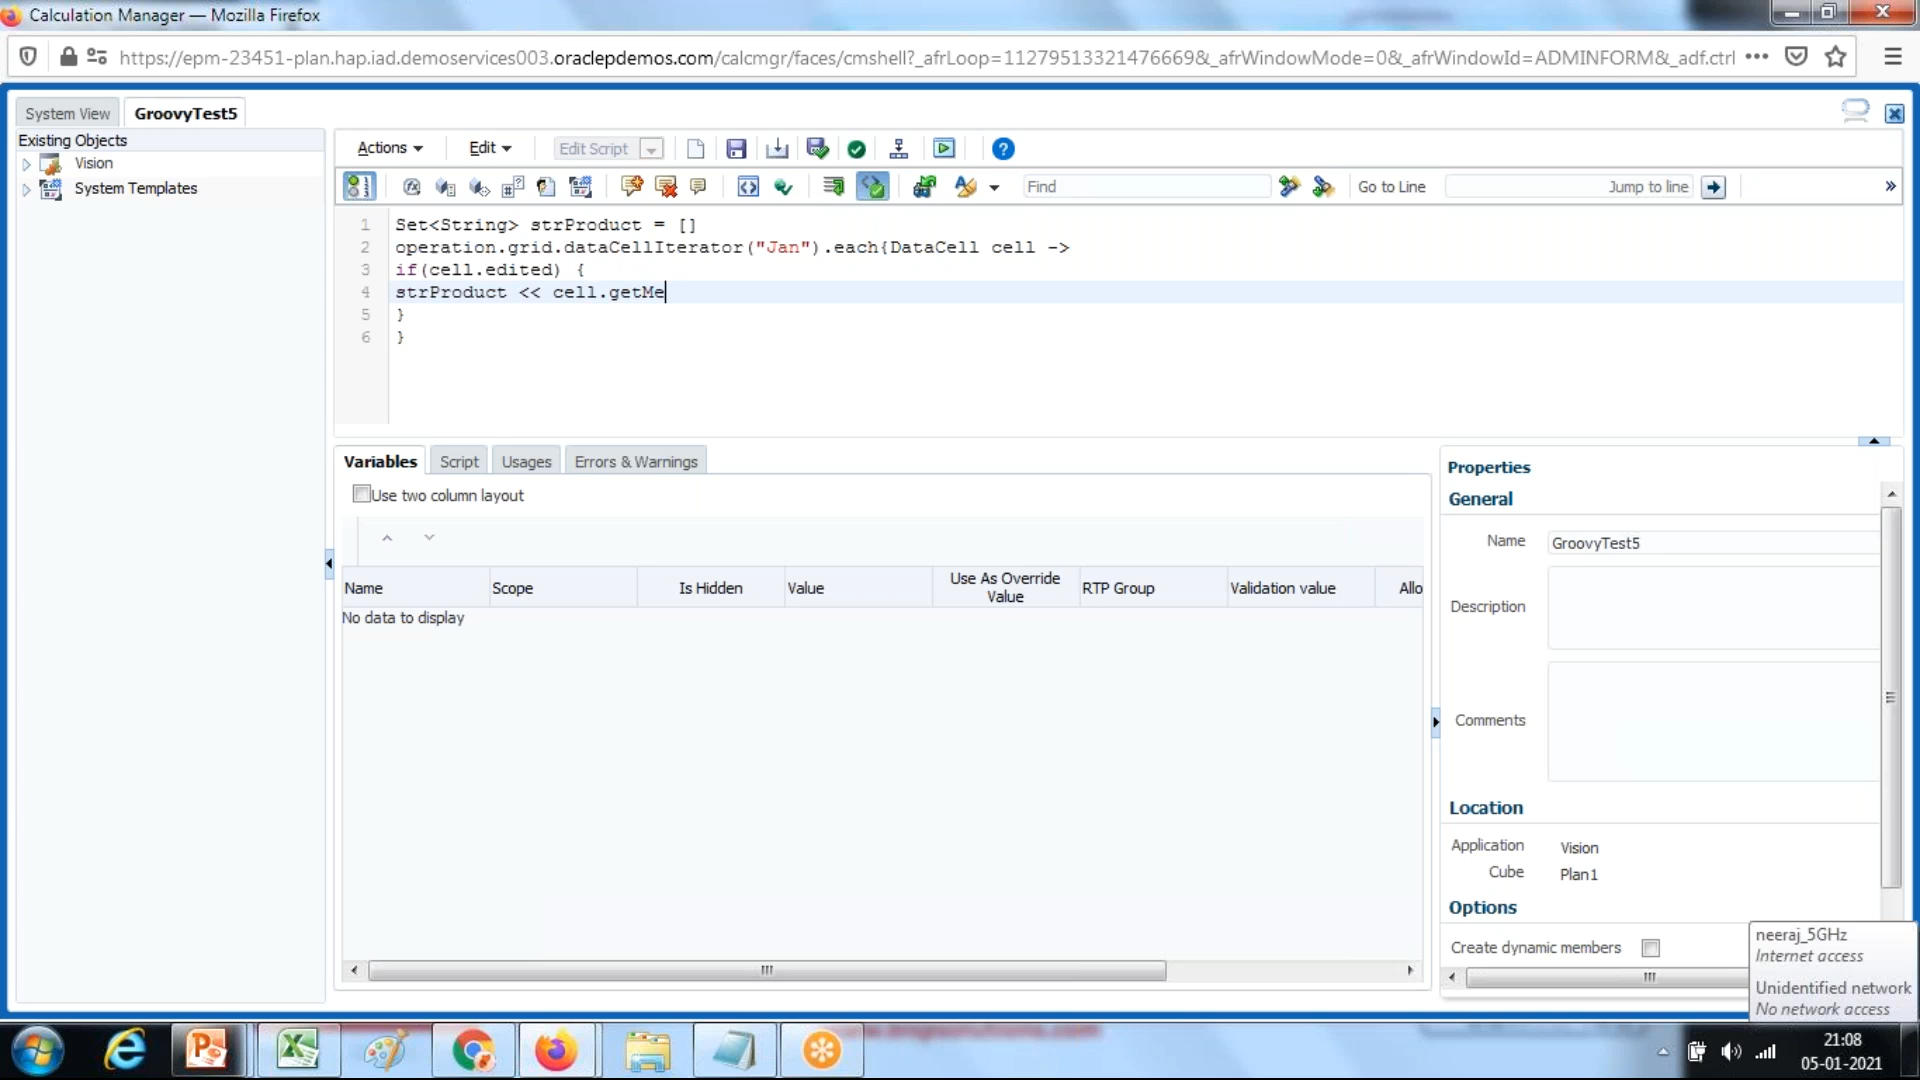 Calculation Manager — Mozilla Firefox
https://epm-23451-plan.hap.iad.demoservices003.oraclepdemos.com/calcmgr/faces/cmshell?_afrLoop=11279513321476669&_afrWindowMode=0&_afrWindowId=ADMINFORM&_adf.ctrl
System View
GroovyTest5
Existing Objects
Vision
System Templates
Actions
Edit
Edit Script
Find
Go to Line
Jump to line
1 Set<String> strProduct = []
2 operation.grid.dataCellIterator("Jan").each{DataCell cell ->
3 if(cell.edited) {
4 strProduct << cell.getMe
5 }
6 }
Variables
Script
Usages
Errors & Warnings
Use two column layout
Name
Scope
Is Hidden
Value
Use As Override Value
RTP Group
Validation value
Allo
No data to display
Properties
General
Name
GroovyTest5
Description
Comments
Location
Application
Vision
Cube
Plan1
Options
Create dynamic members
neeraj_5GHz
Internet access
Unidentified network
No network access
21:08
05-01-2021